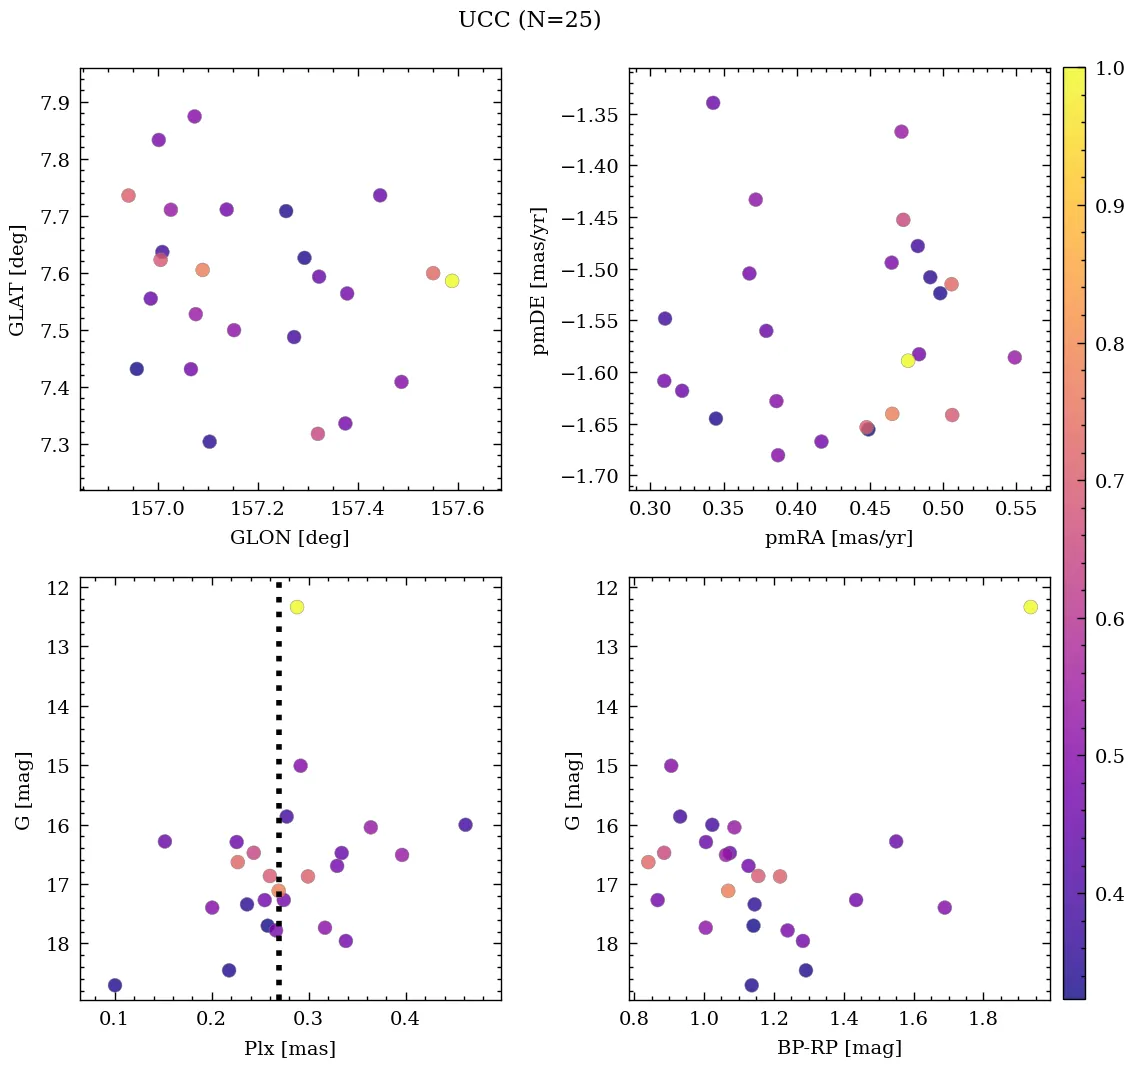 UCC (N=25)
7.9
7.8
7.7
7.6
7.5
7.4
7.3
GLAT [deg]
157.0 157.2 157.4 157.6
GLON [deg]
−1.35
−1.40
−1.45
−1.50
−1.55
−1.60
−1.65
−1.70
pmDE [mas/yr]
0.30 0.35 0.40 0.45 0.50 0.55
pmRA [mas/yr]
12
13
14
15
16
17
18
G [mag]
0.1 0.2 0.3 0.4
Plx [mas]
12
13
14
15
16
17
18
G [mag]
0.8 1.0 1.2 1.4 1.6 1.8
BP-RP [mag]
1.0
0.9
0.8
0.7
0.6
0.5
0.4